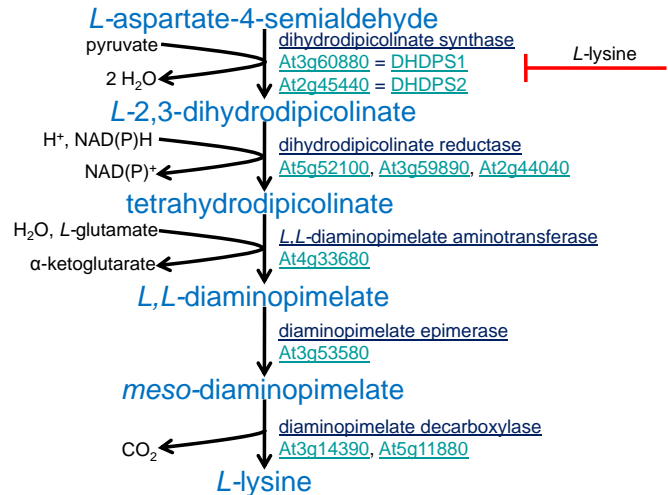 L-aspartate-4-semialdehyde
pyruvate
dihydrodipicolinate synthase
At3g60880 = DHDPS1
L-lysine
2 H₂O
At2g45440 = DHDPS2
L-2,3-dihydrodipicolinate
H⁺, NAD(P)H
dihydrodipicolinate reductase
NAD(P)⁺
At5g52100, At3g59890, At2g44040
tetrahydrodipicolinate
H₂O, L-glutamate
L,L-diaminopimelate aminotransferase
α-ketoglutarate
At4g33680
L,L-diaminopimelate
diaminopimelate epimerase
At3g53580
meso-diaminopimelate
diaminopimelate decarboxylase
CO₂
At3g14390, At5g11880
L-lysine